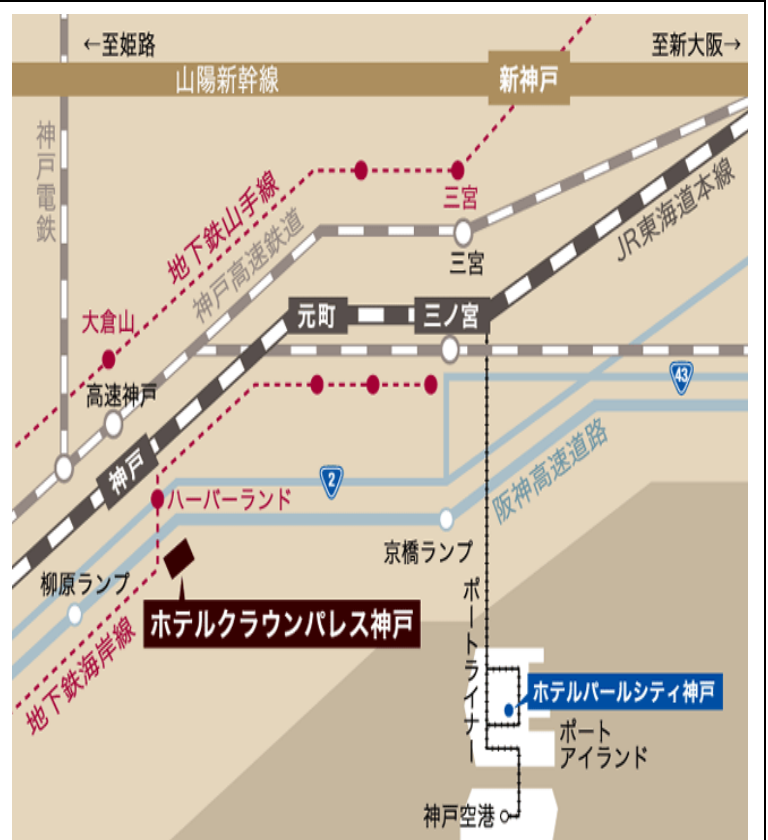 ←至姫路
至新大阪→
山陽新幹線
新神戸
神戸電鉄
地下鉄山手線
三宮
神戸高速鉄道
三宮
JR東海道本線
大倉山
元町
三ノ宮
高速神戸
43
神戸
2
阪神高速道路
ハーバーランド
京橋ランプ
柳原ランプ
ホテルクラウンパレス神戸
ポートライナー
地下鉄海岸線
ホテルパールシティ神戸
ポート
アイランド
神戸空港